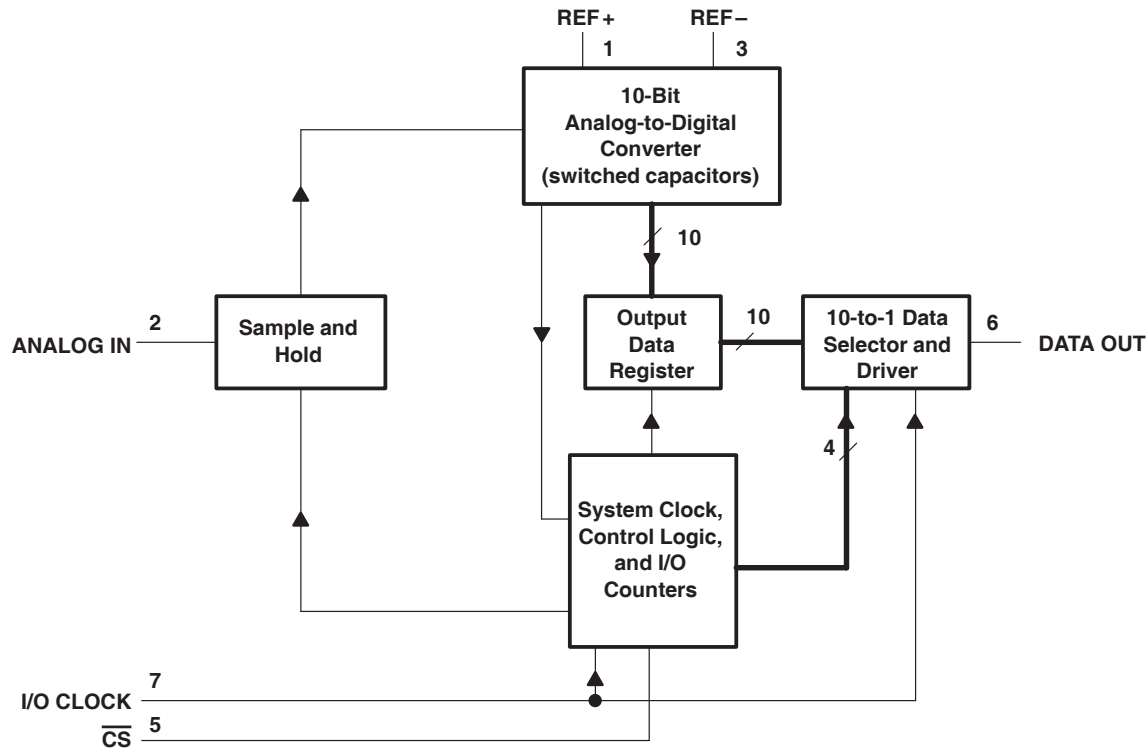 REF+ REF–
1 3
10-Bit
Analog-to-Digital
Converter
(switched capacitors)
10
2
ANALOG IN
Sample and
Hold
Output
Data
Register
10
10-to-1 Data
Selector and
Driver
6
DATA OUT
4
System Clock,
Control Logic,
and I/O
Counters
7
I/O CLOCK
5
C̅S̅